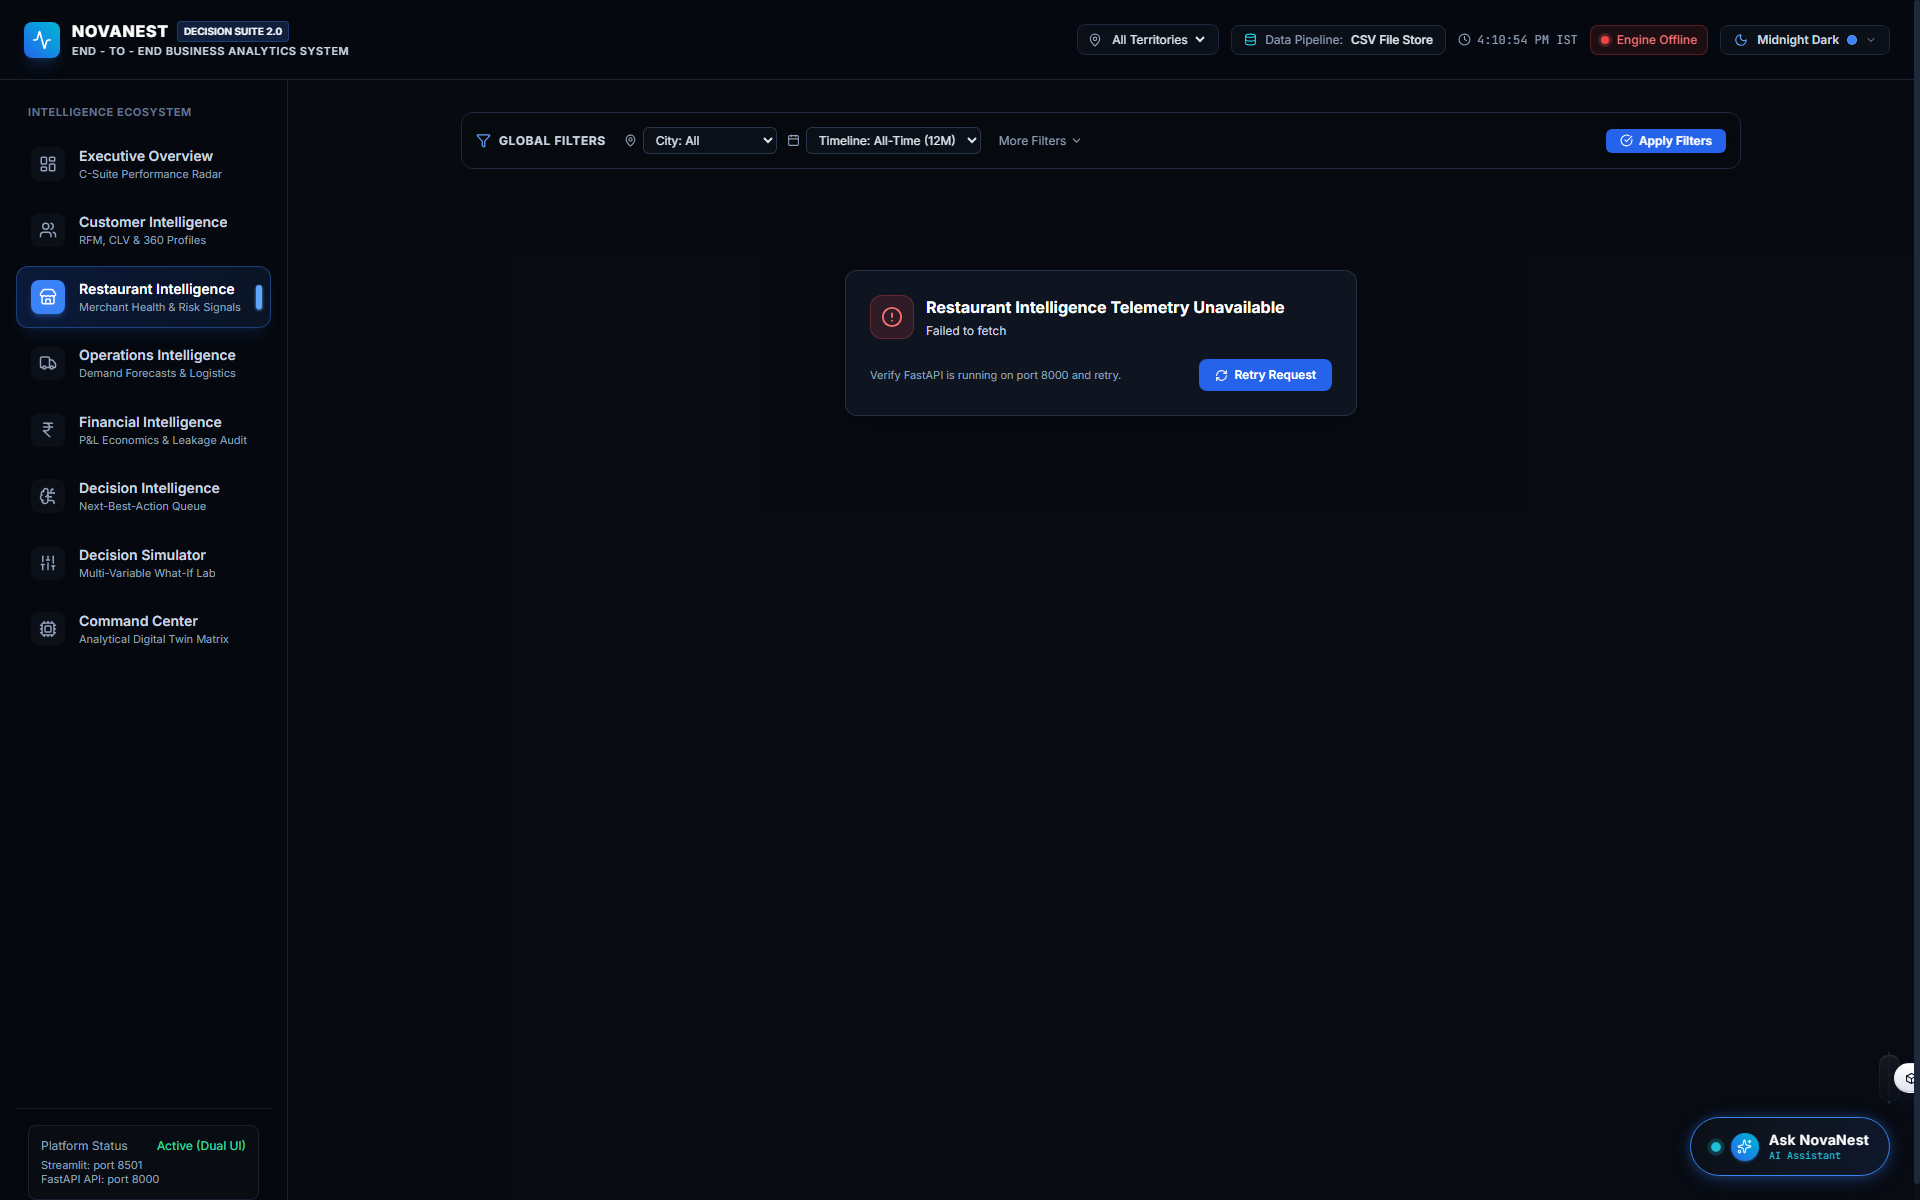 NOVANEST DECISION SUITE 2.0
END - TO - END BUSINESS ANALYTICS SYSTEM
All Territories
Data Pipeline: CSV File Store
4:10:54 PM IST
Engine Offline
Midnight Dark
INTELLIGENCE ECOSYSTEM
Executive Overview
C-Suite Performance Radar
Customer Intelligence
RFM, CLV & 360 Profiles
Restaurant Intelligence
Merchant Health & Risk Signals
Operations Intelligence
Demand Forecasts & Logistics
Financial Intelligence
P&L Economics & Leakage Audit
Decision Intelligence
Next-Best-Action Queue
Decision Simulator
Multi-Variable What-If Lab
Command Center
Analytical Digital Twin Matrix
Platform Status Active (Dual UI)
Streamlit: port 8501
FastAPI API: port 8000
GLOBAL FILTERS
City: All
Timeline: All-Time (12M)
More Filters
Apply Filters
Restaurant Intelligence Telemetry Unavailable
Failed to fetch
Verify FastAPI is running on port 8000 and retry.
Retry Request
Ask NovaNest
AI Assistant